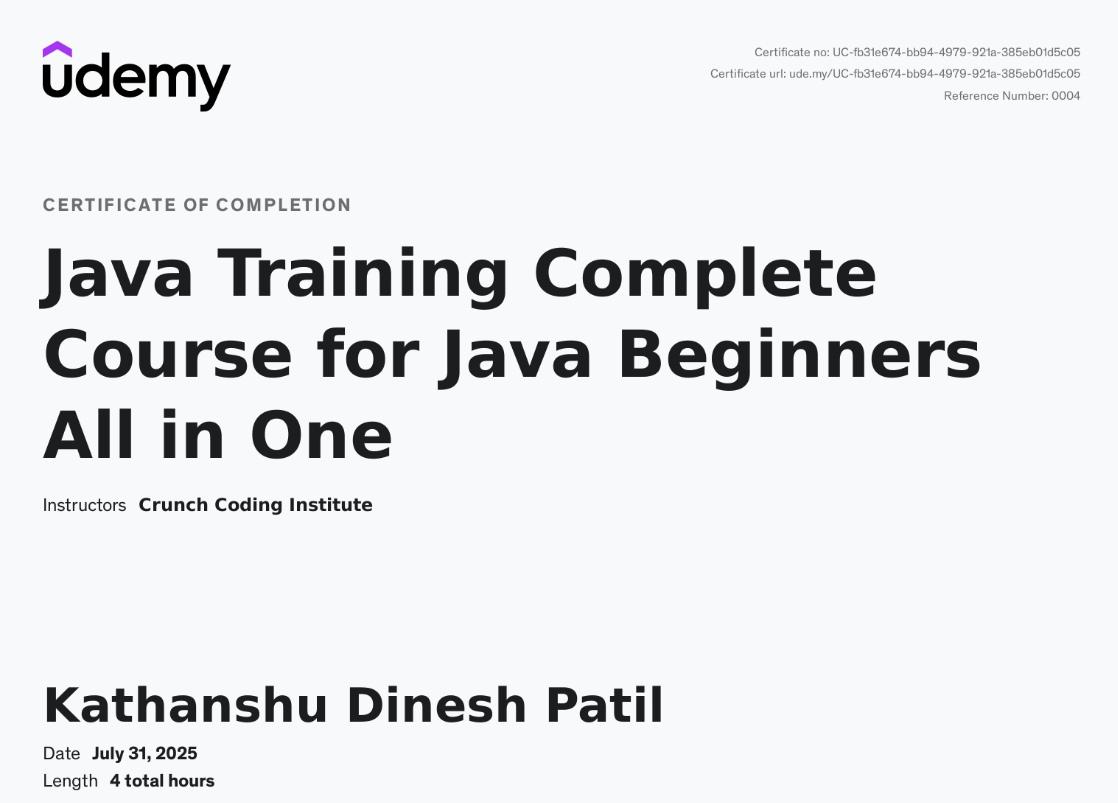 udemy
Certificate no: UC-fb31e674-bb94-4979-921a-385eb01d5c05
Certificate url: ude.my/UC-fb31e674-bb94-4979-921a-385eb01d5c05
Reference Number: 0004
CERTIFICATE OF COMPLETION
Java Training Complete
Course for Java Beginners
All in One
Instructors Crunch Coding Institute
Kathanshu Dinesh Patil
Date July 31, 2025
Length 4 total hours